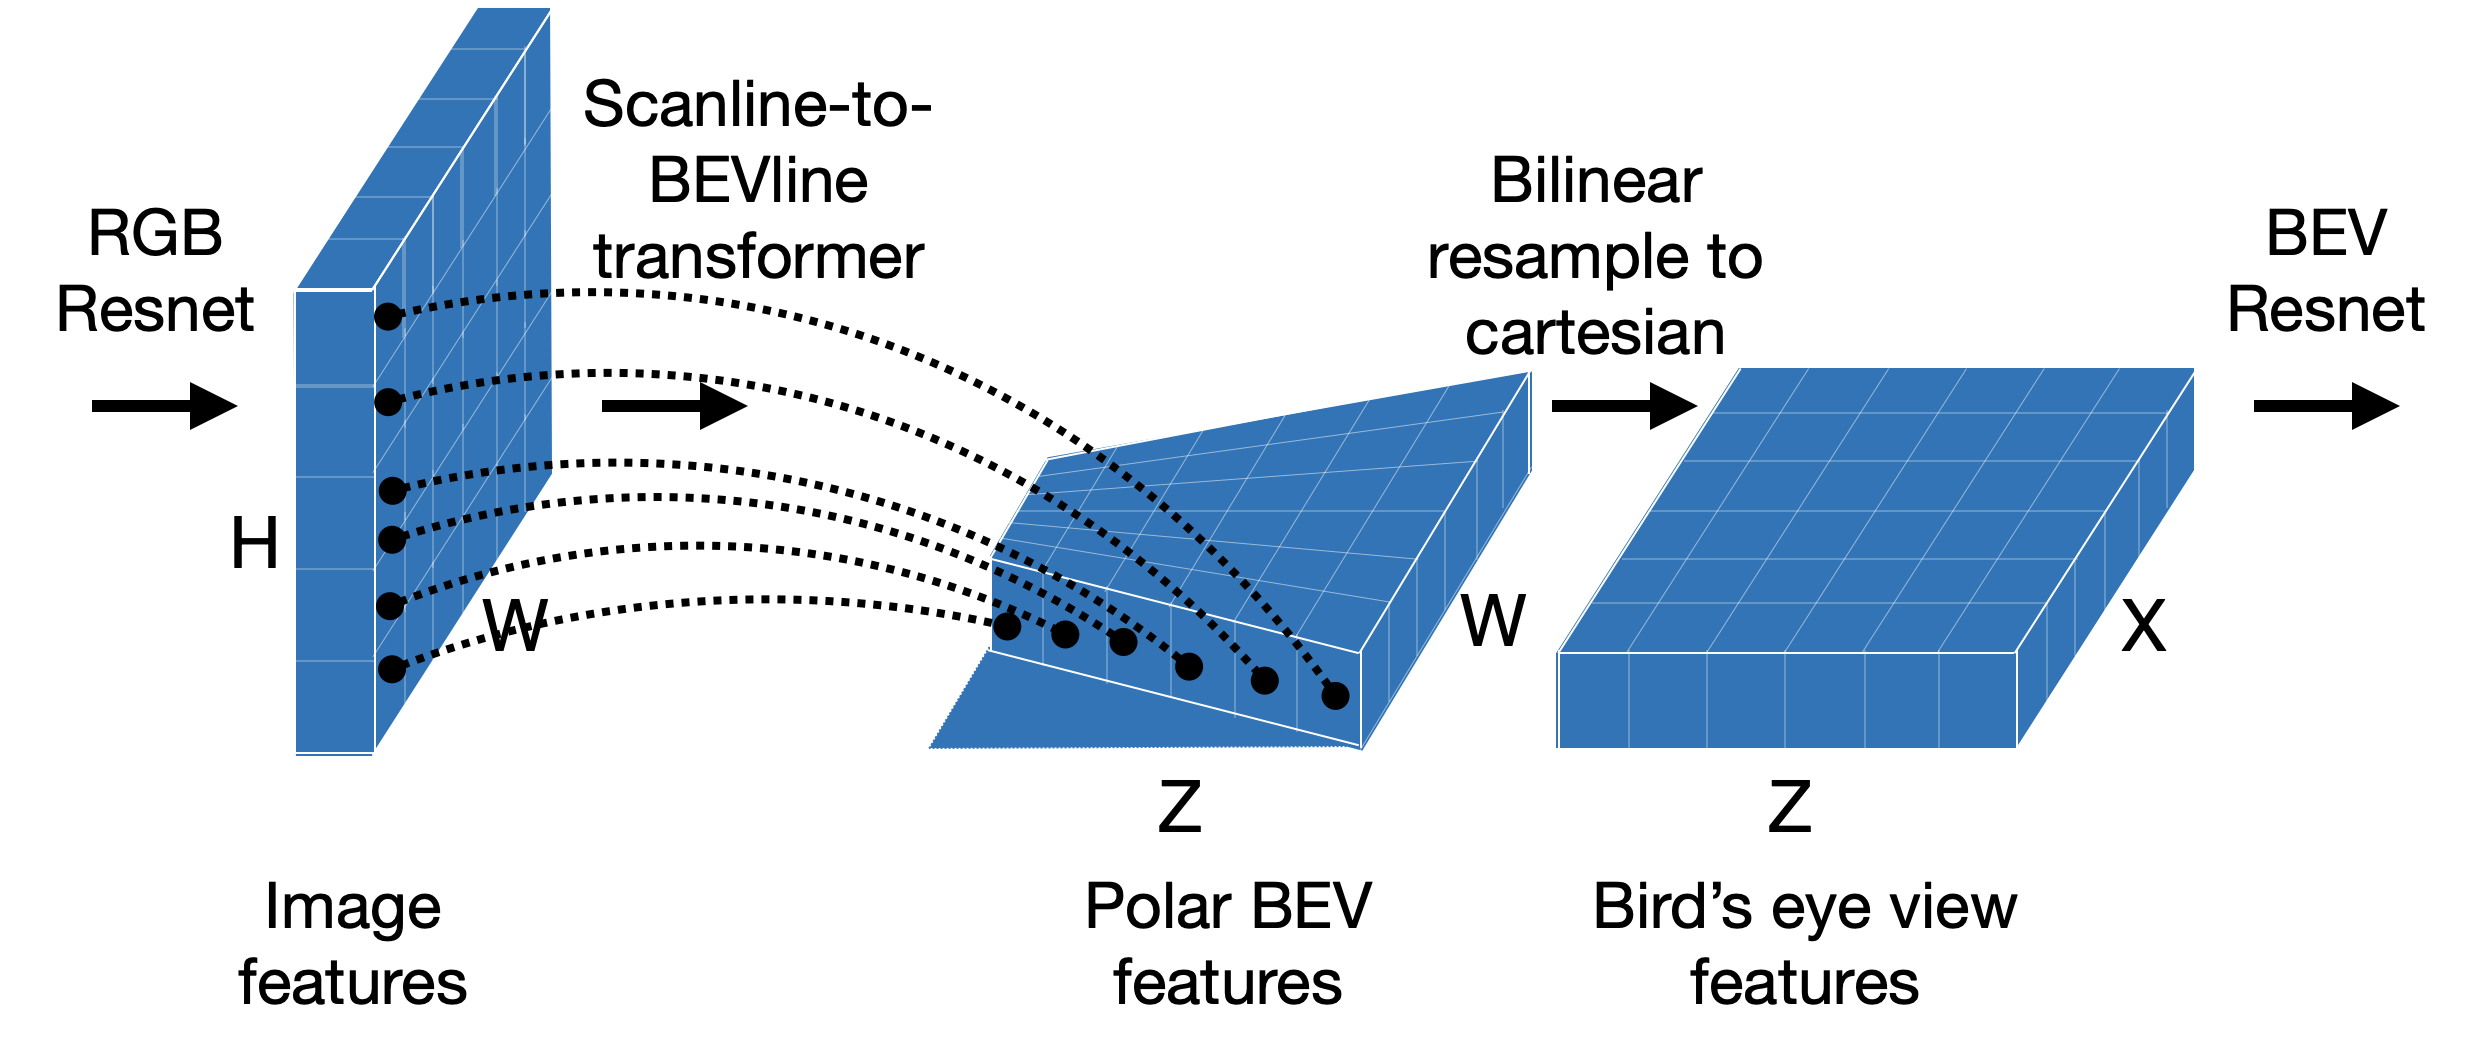 RGB
Resnet
Scanline-to-
BEVline
transformer
Bilinear
resample to
cartesian
BEV
Resnet
H
W
W
X
Z
Z
Image
features
Polar BEV
features
Bird’s eye view
features